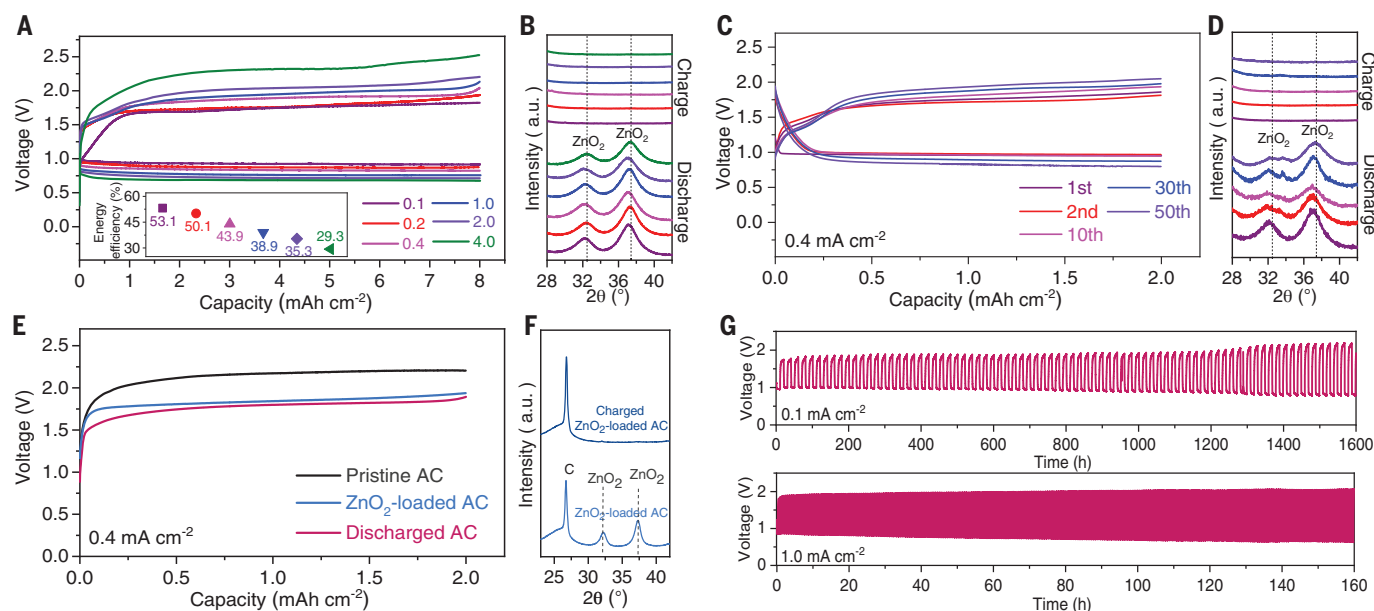 A
Voltage (V)
2.5
2.0
1.5
1.0
0.5
0.0
Energy
efficiency (%)
60
45
30
53.1
50.1
43.9
38.9
35.3
29.3
0.1
0.2
0.4
1.0
2.0
4.0
0 1 2 3 4 5 6 7 8
Capacity (mAh cm⁻²)
B
Intensity ( a.u.)
ZnO₂
ZnO₂
Charge
Discharge
28 32 36 40
2θ (°)
C
Voltage (V)
2.5
2.0
1.5
1.0
0.5
0.0
1st
2nd
10th
30th
50th
0.4 mA cm⁻²
0.0 0.5 1.0 1.5 2.0
Capacity (mAh cm⁻²)
D
Intensity ( a.u.)
ZnO₂
ZnO₂
Charge
Discharge
28 32 36 40
2θ (°)
E
Voltage (V)
2.5
2.0
1.5
1.0
0.5
0.0
Pristine AC
ZnO₂-loaded AC
Discharged AC
0.4 mA cm⁻²
0.0 0.5 1.0 1.5 2.0
Capacity (mAh cm⁻²)
F
Intensity ( a.u.)
Charged
ZnO₂-loaded AC
C
ZnO₂
ZnO₂
ZnO₂-loaded AC
25 30 35 40
2θ (°)
G
Voltage (V)
2
1
0.1 mA cm⁻²
0 200 400 600 800 1000 1200 1400 1600
Time (h)
Voltage (V)
2
1
0
1.0 mA cm⁻²
0 20 40 60 80 100 120 140 160
Time (h)